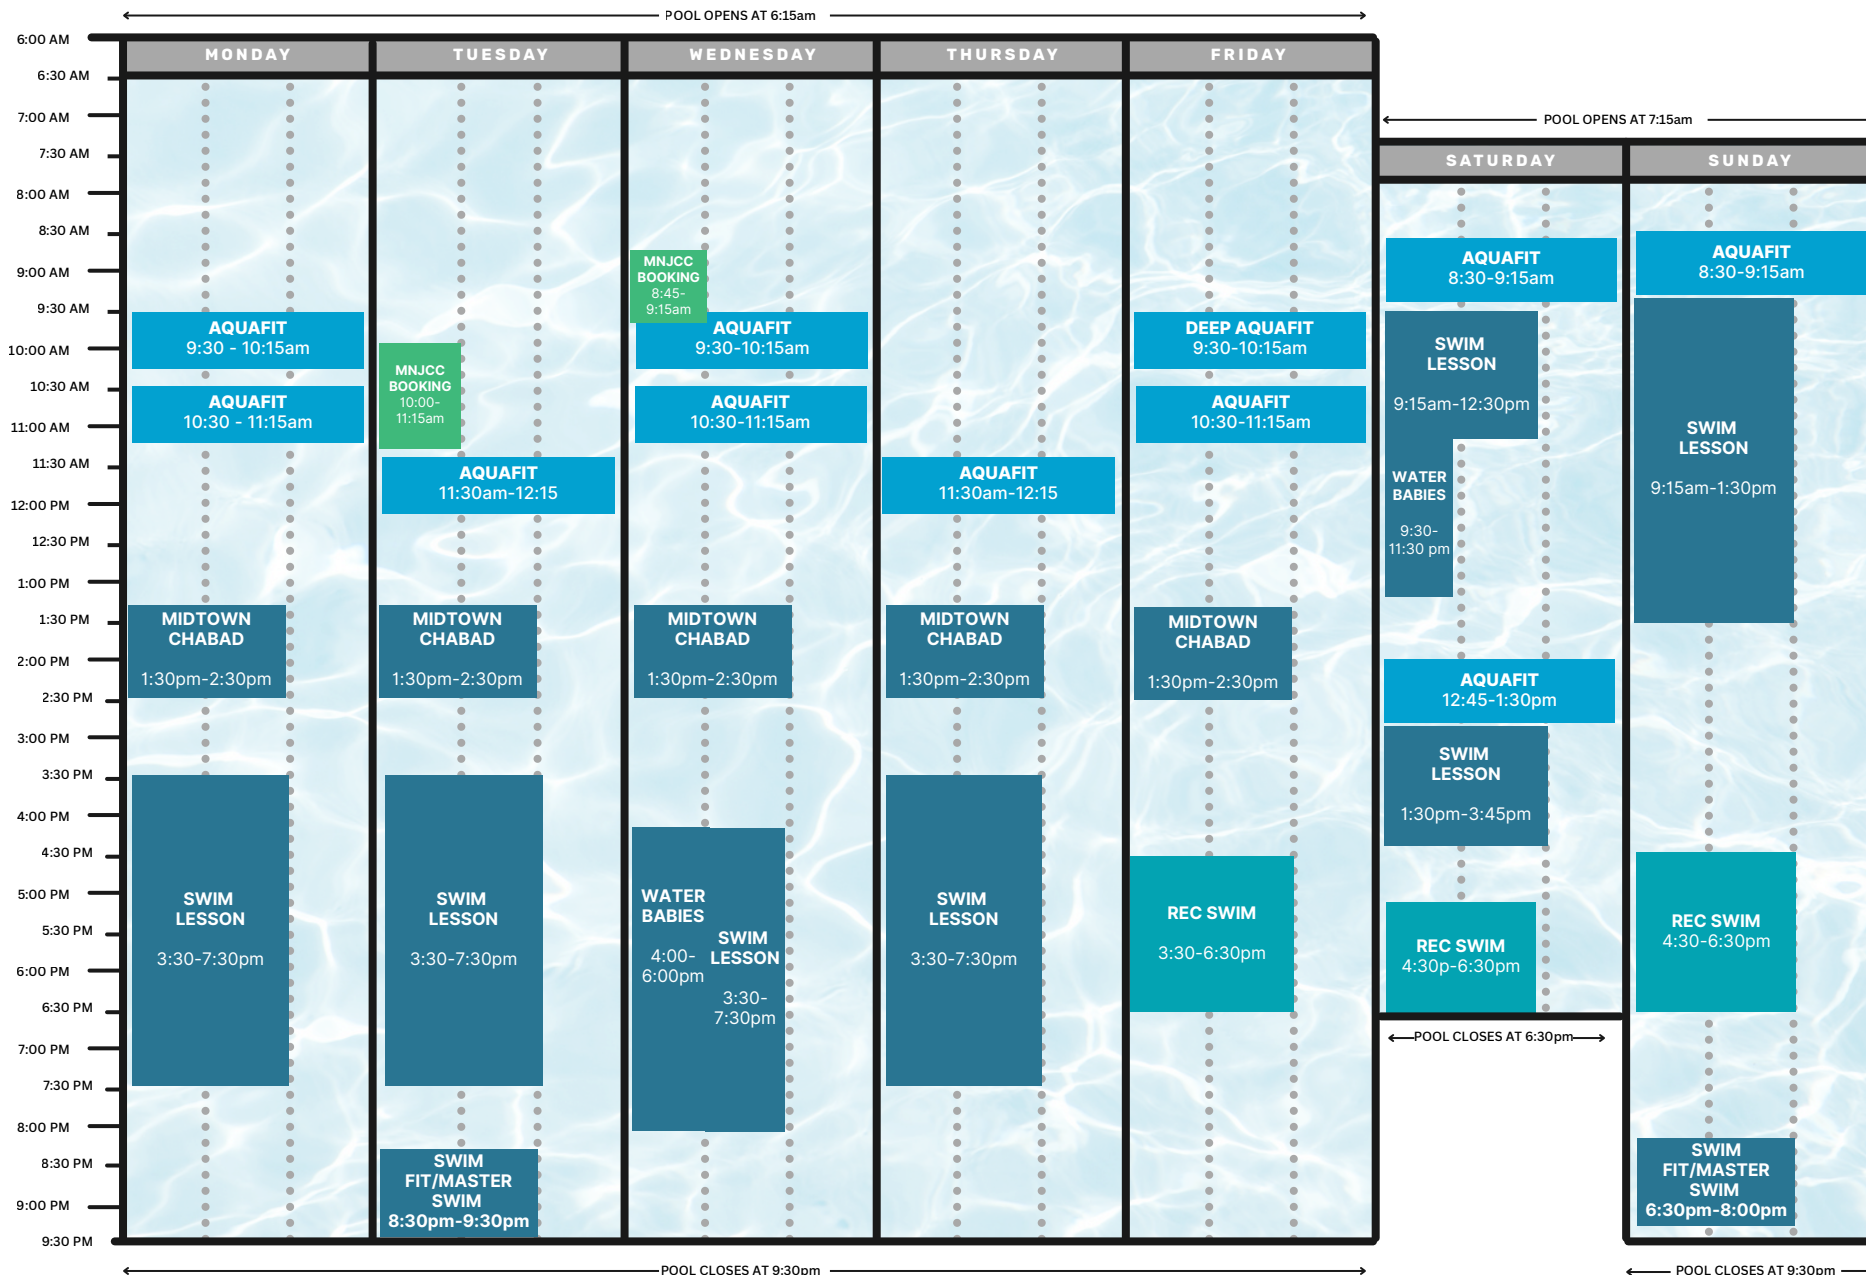 POOL OPENS AT 6:15am
6:00 AM
6:30 AM
7:00 AM
7:30 AM
8:00 AM
8:30 AM
9:00 AM
9:30 AM
10:00 AM
10:30 AM
11:00 AM
11:30 AM
12:00 PM
12:30 PM
1:00 PM
1:30 PM
2:00 PM
2:30 PM
3:00 PM
3:30 PM
4:00 PM
4:30 PM
5:00 PM
5:30 PM
6:00 PM
6:30 PM
7:00 PM
7:30 PM
8:00 PM
8:30 PM
9:00 PM
9:30 PM
MONDAY
AQUAFIT
9:30 - 10:15am
AQUAFIT
10:30 - 11:15am
MIDTOWN
CHABAD
1:30pm-2:30pm
SWIM
LESSON
3:30-7:30pm
TUESDAY
MNJCC
BOOKING
10:00-
11:15am
AQUAFIT
11:30am-12:15
MIDTOWN
CHABAD
1:30pm-2:30pm
SWIM
LESSON
3:30-7:30pm
SWIM
FIT/MASTER
SWIM
8:30pm-9:30pm
WEDNESDAY
MNJCC
BOOKING
8:45-
9:15am
AQUAFIT
9:30-10:15am
AQUAFIT
10:30-11:15am
MIDTOWN
CHABAD
1:30pm-2:30pm
WATER
BABIES
4:00-
6:00pm
SWIM
LESSON
3:30-
7:30pm
THURSDAY
AQUAFIT
11:30am-12:15
MIDTOWN
CHABAD
1:30pm-2:30pm
SWIM
LESSON
3:30-7:30pm
FRIDAY
DEEP AQUAFIT
9:30-10:15am
AQUAFIT
10:30-11:15am
MIDTOWN
CHABAD
1:30pm-2:30pm
REC SWIM
3:30-6:30pm
POOL CLOSES AT 9:30pm
POOL OPENS AT 7:15am
SATURDAY
AQUAFIT
8:30-9:15am
SWIM
LESSON
9:15am-12:30pm
WATER
BABIES
9:30-
11:30 pm
AQUAFIT
12:45-1:30pm
SWIM
LESSON
1:30pm-3:45pm
REC SWIM
4:30p-6:30pm
POOL CLOSES AT 6:30pm
SUNDAY
AQUAFIT
8:30-9:15am
SWIM
LESSON
9:15am-1:30pm
REC SWIM
4:30-6:30pm
SWIM
FIT/MASTER
SWIM
6:30pm-8:00pm
POOL CLOSES AT 9:30pm